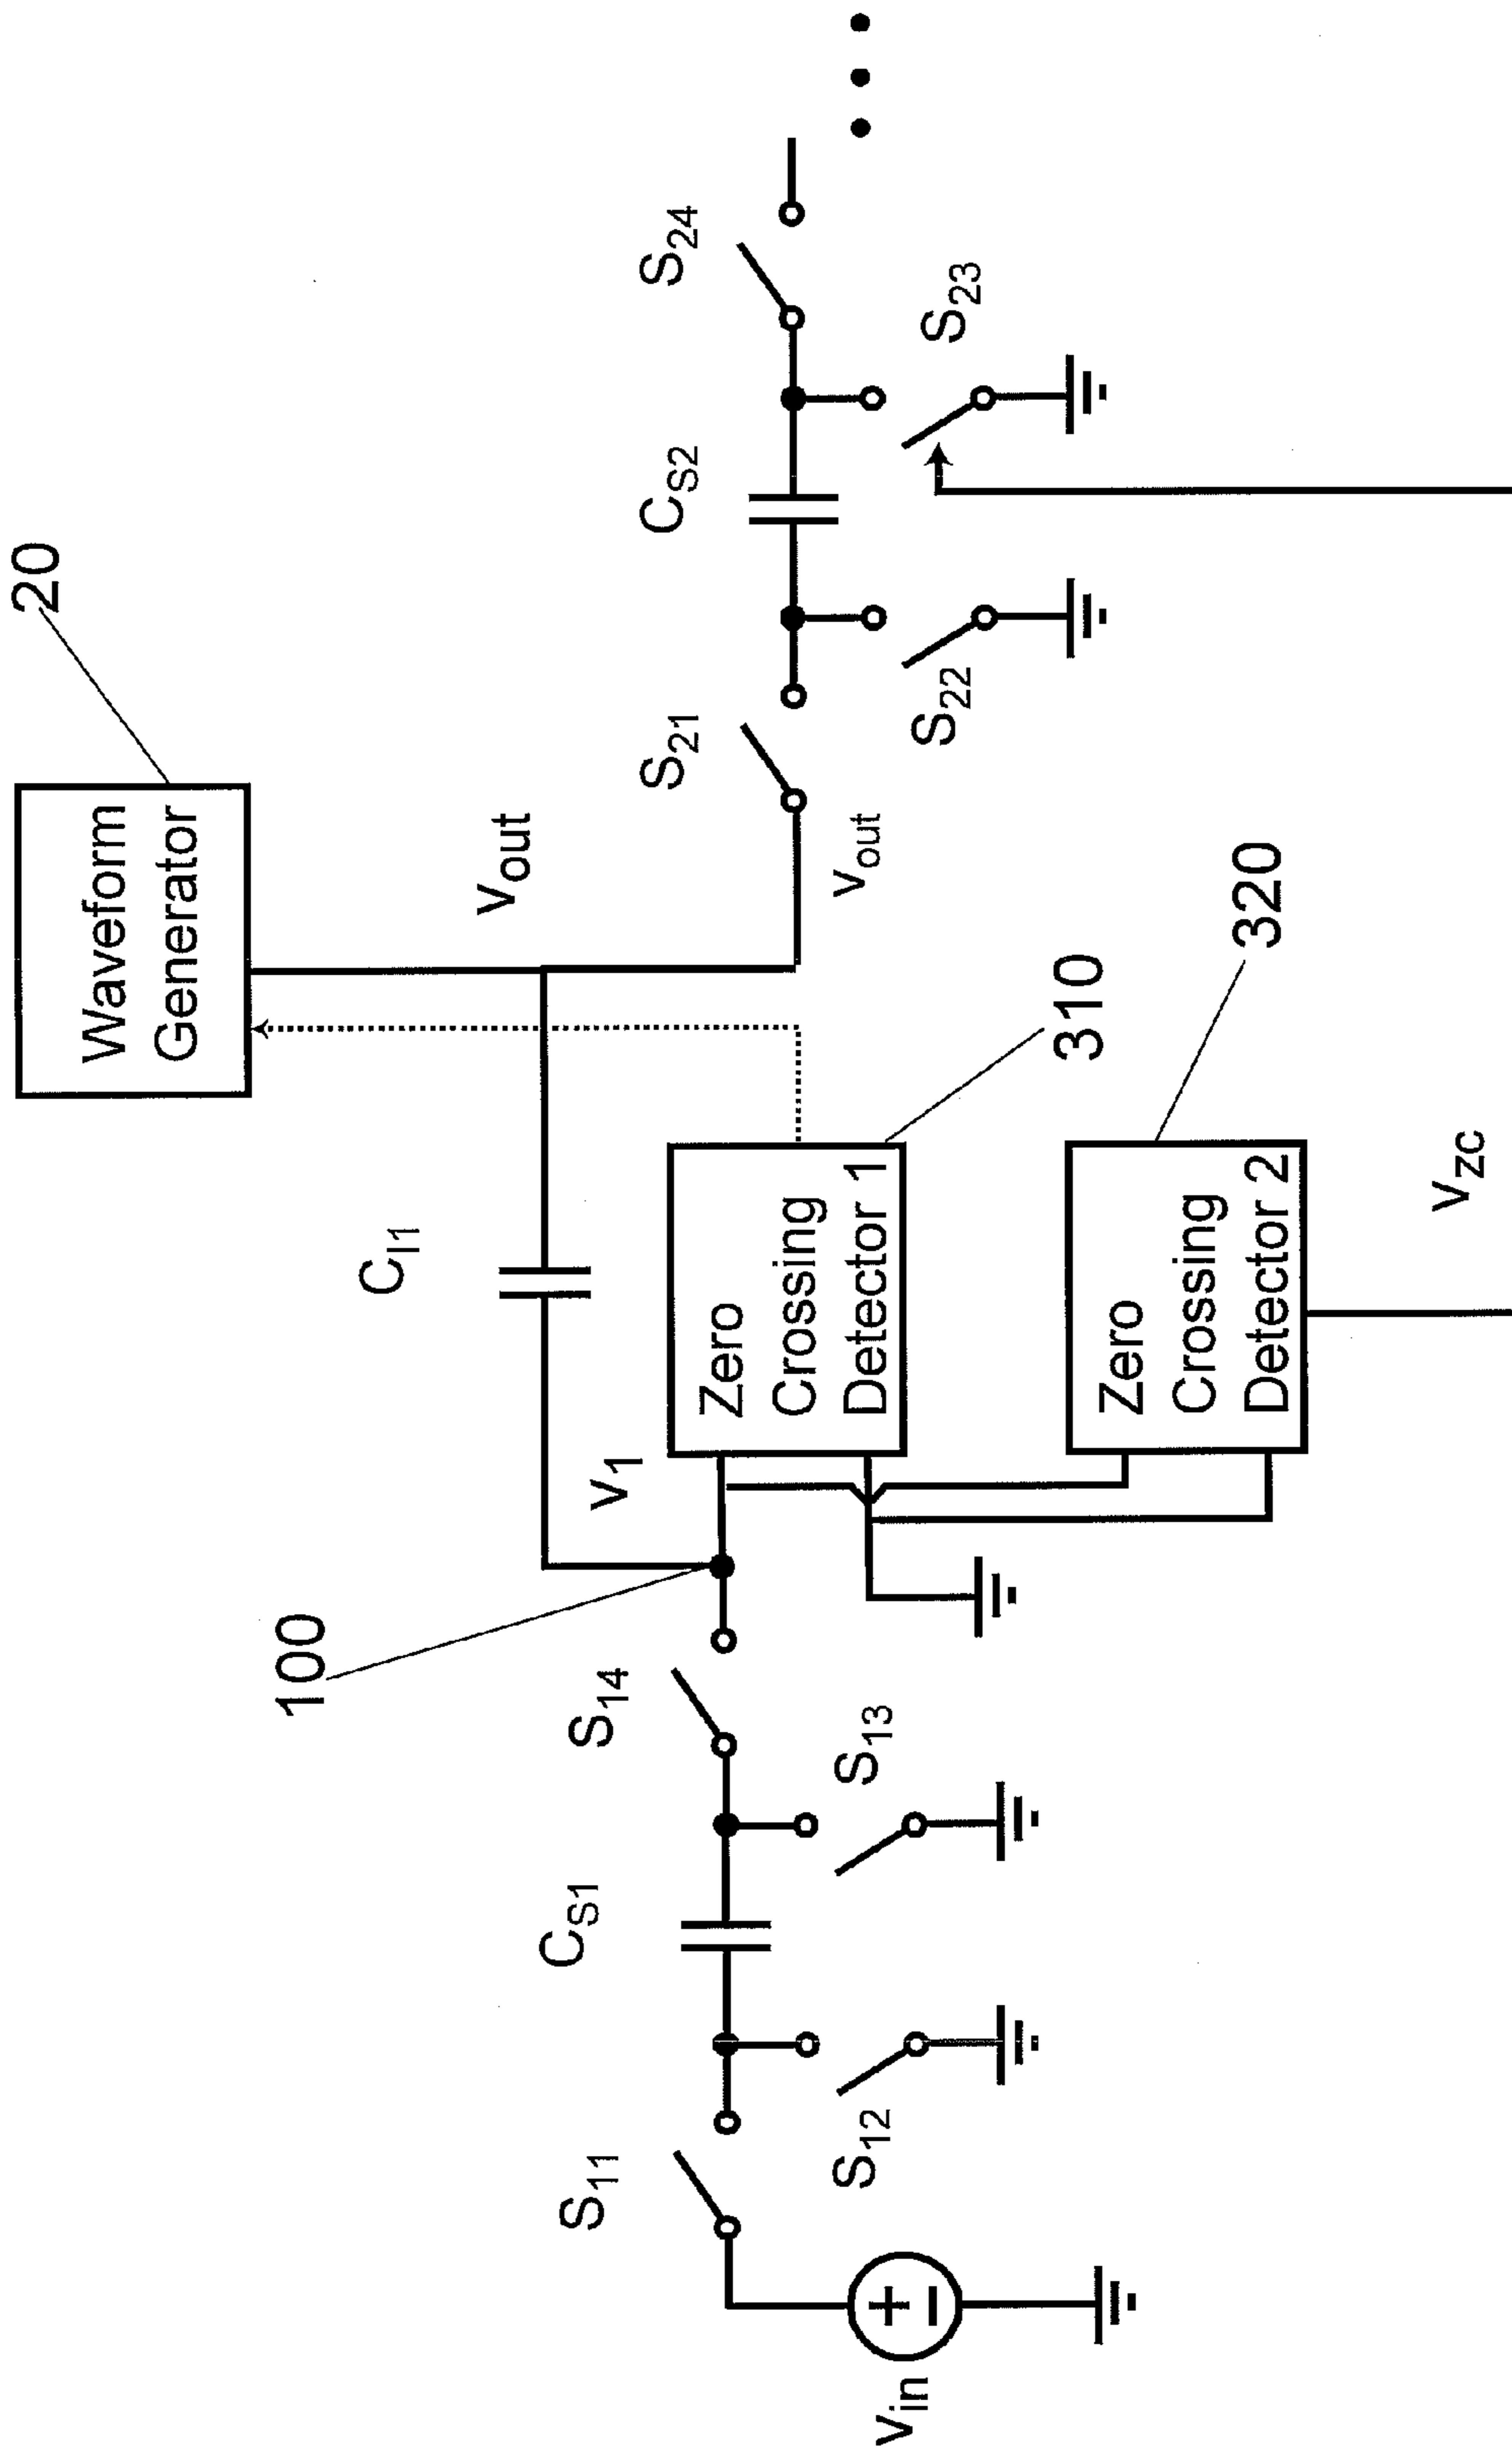 20
Waveform
Generator
V_out
v_out
C_I1
100
v_1
Zero
Crossing
Detector 1
310
Zero
Crossing
Detector 2
320
v_ZC
v_in
S_11
S_12
C_S1
S_13
S_14
S_21
S_22
C_S2
S_23
S_24